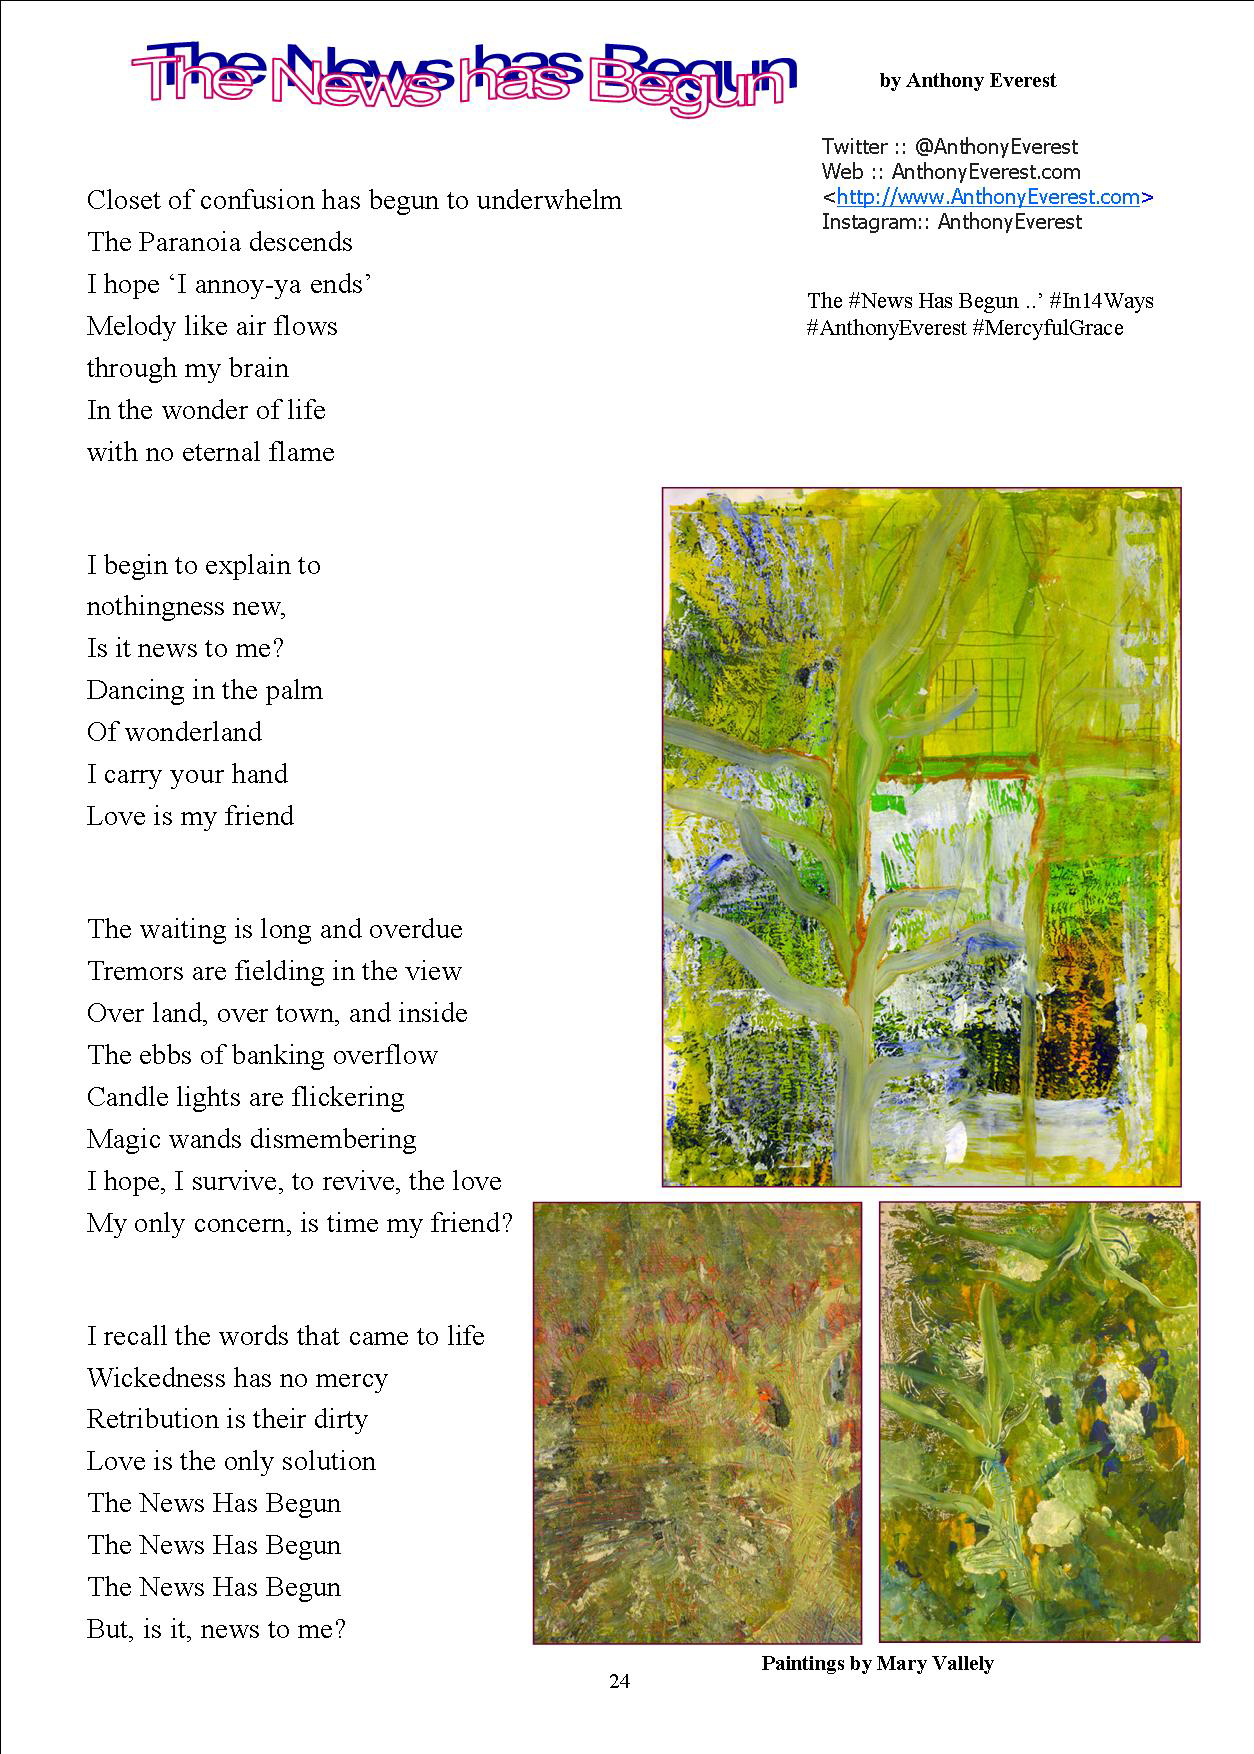 The News has Begun
by Anthony Everest
Twitter :: @AnthonyEverest
Web :: AnthonyEverest.com
<http://www.AnthonyEverest.com>
Instagram:: AnthonyEverest
The #News Has Begun ..’ #In14Ways
#AnthonyEverest #MercyfulGrace
Closet of confusion has begun to underwhelm
The Paranoia descends
I hope ‘I annoy-ya ends’
Melody like air flows
through my brain
In the wonder of life
with no eternal flame
I begin to explain to
nothingness new,
Is it news to me?
Dancing in the palm
Of wonderland
I carry your hand
Love is my friend
The waiting is long and overdue
Tremors are fielding in the view
Over land, over town, and inside
The ebbs of banking overflow
Candle lights are flickering
Magic wands dismembering
I hope, I survive, to revive, the love
My only concern, is time my friend?
I recall the words that came to life
Wickedness has no mercy
Retribution is their dirty
Love is the only solution
The News Has Begun
The News Has Begun
The News Has Begun
But, is it, news to me?
Paintings by Mary Vallely
24